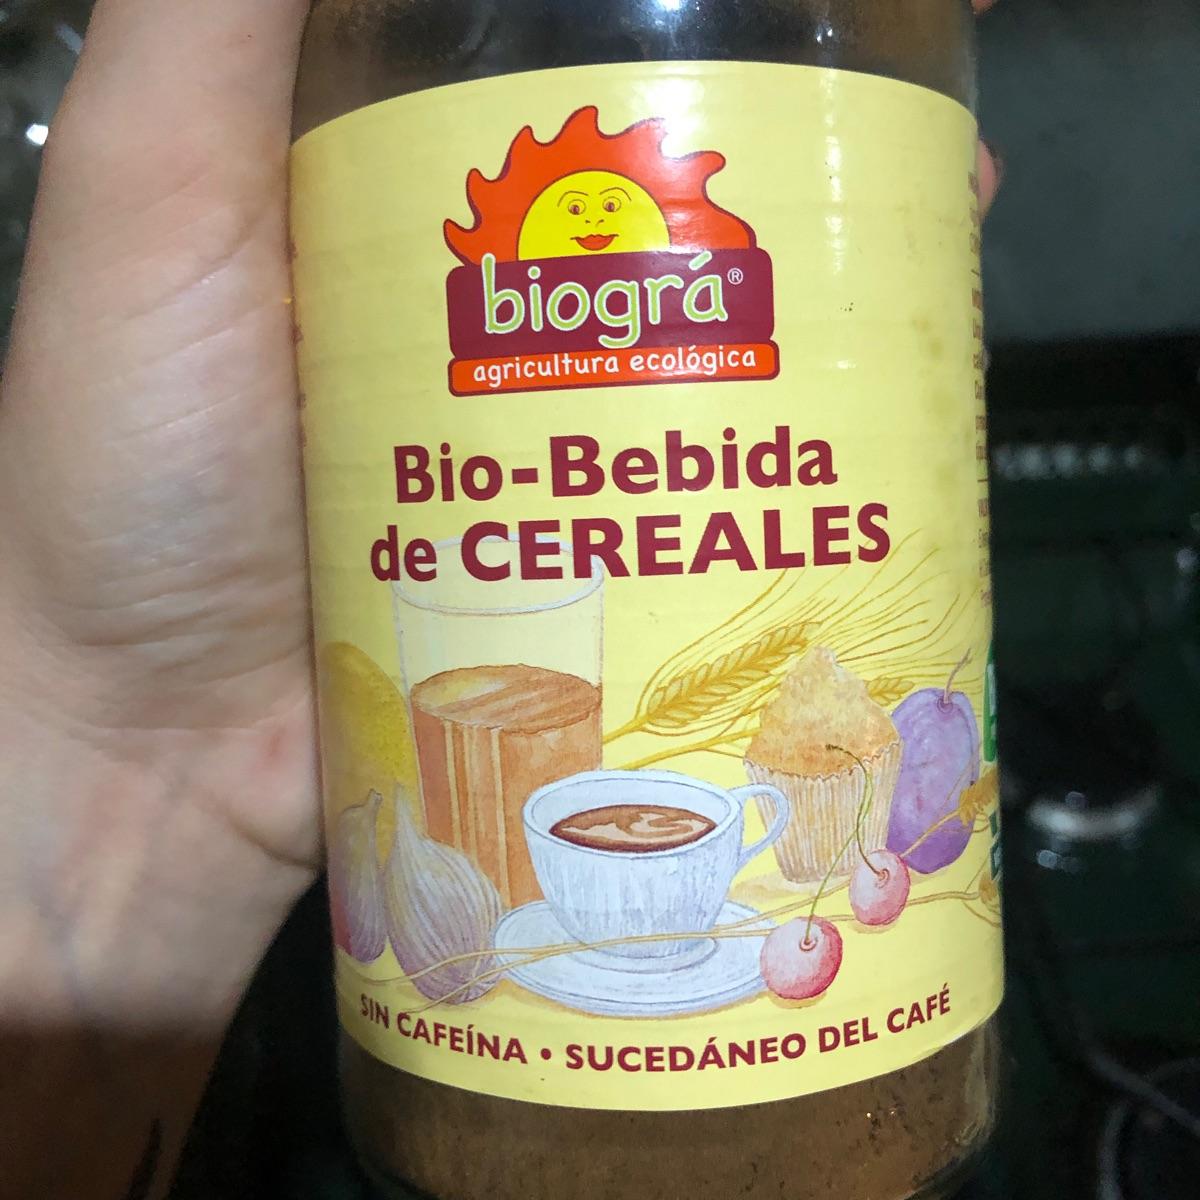 biográ®
agricultura ecológica
Bio-Bebida
de CEREALES
SIN CAFEÍNA • SUCEDÁNEO DEL CAFÉ